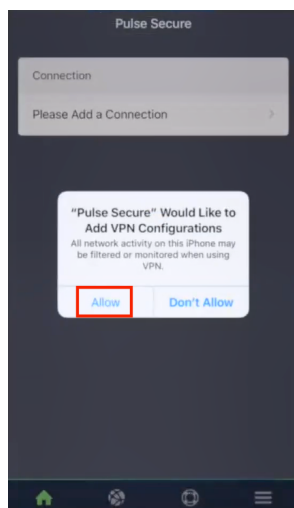 Pulse Secure
Connection
Please Add a Connection
"Pulse Secure" Would Like to
Add VPN Configurations
All network activity on this iPhone may
be filtered or monitored when using
VPN.
Allow
Don't Allow